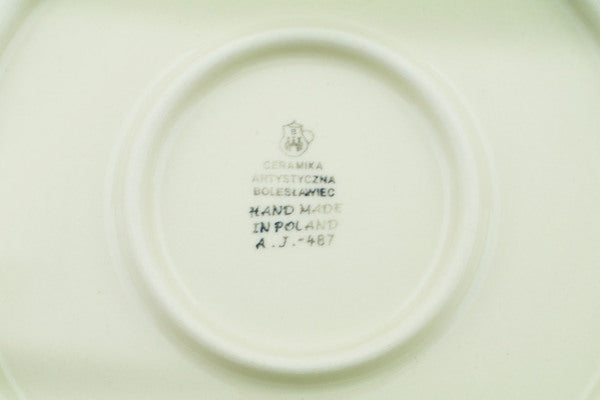 CERAMIKA
ARTYSTYCZNA
BOLESŁAWIEC
HAND MADE
IN POLAND
A.J.-487